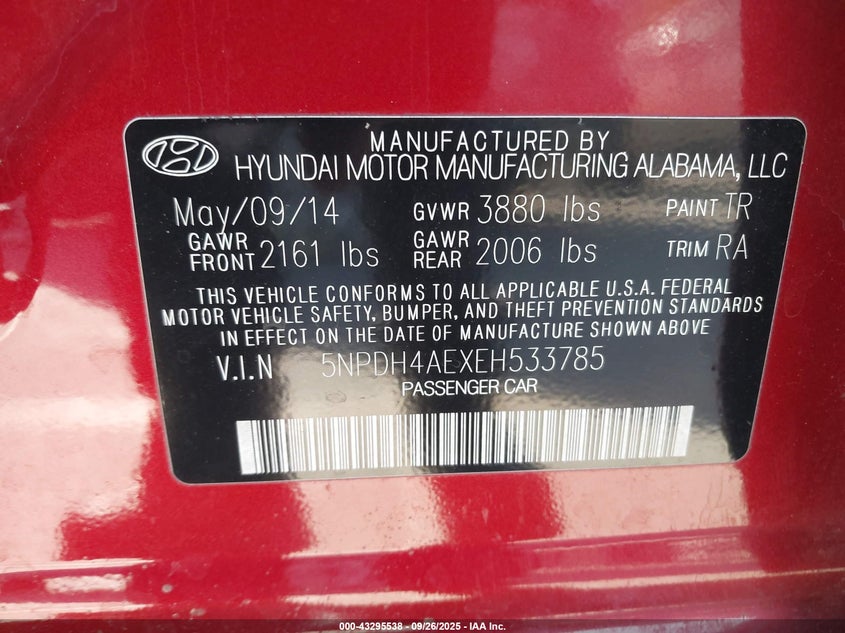 MANUFACTURED BY
HYUNDAI MOTOR MANUFACTURING ALABAMA, LLC
May/09/14 GVWR 3880 lbs PAINT TR
GAWR FRONT 2161 lbs GAWR REAR 2006 lbs TRIM RA
THIS VEHICLE CONFORMS TO ALL APPLICABLE U.S.A. FEDERAL
MOTOR VEHICLE SAFETY, BUMPER, AND THEFT PREVENTION STANDARDS
IN EFFECT ON THE DATE OF MANUFACTURE SHOWN ABOVE
V.I.N 5NPDH4AEXEH533785
PASSENGER CAR
000-43295538 - 09/26/2025 - IAA Inc.